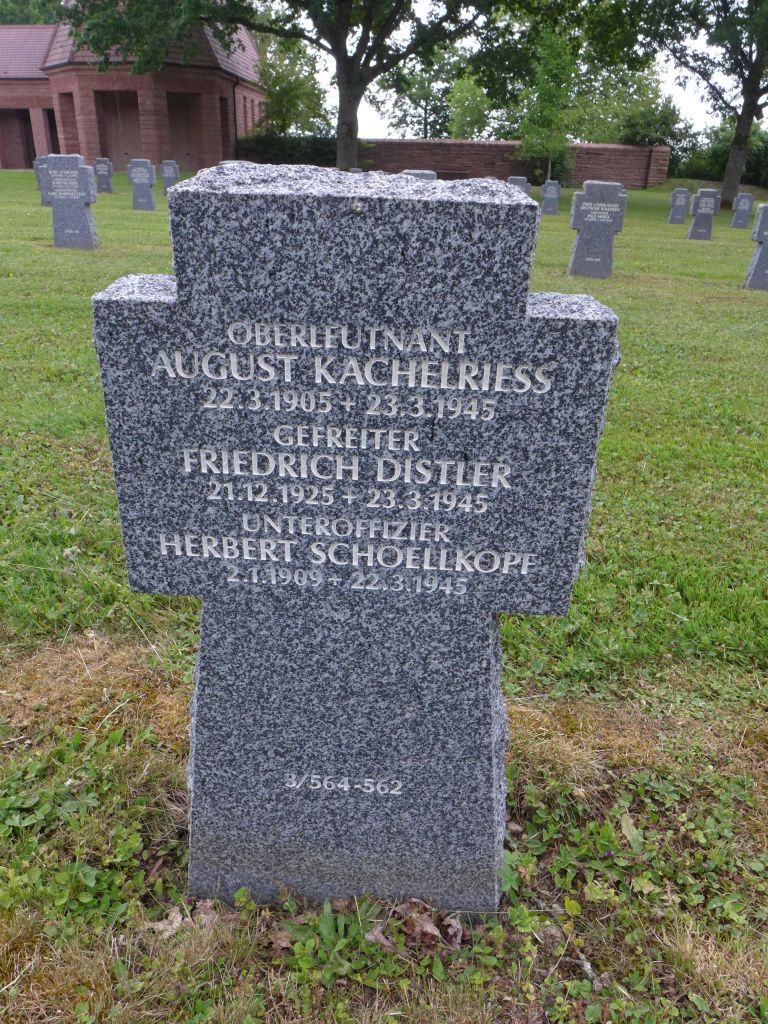 OBERLEUTNANT
AUGUST KACHELRIESS
22.3.1905 + 23.3.1945
GEFREITER
FRIEDRICH DISTLER
21.12.1925 + 23.3.1945
UNTEROFFIZIER
HERBERT SCHOELLKOPF
2.1.1909 + 22.3.1945
3/564-562